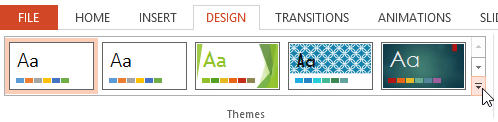 FILE HOME INSERT DESIGN TRANSITIONS ANIMATIONS SLI
Aa Aa Aa Aa Aa
Themes